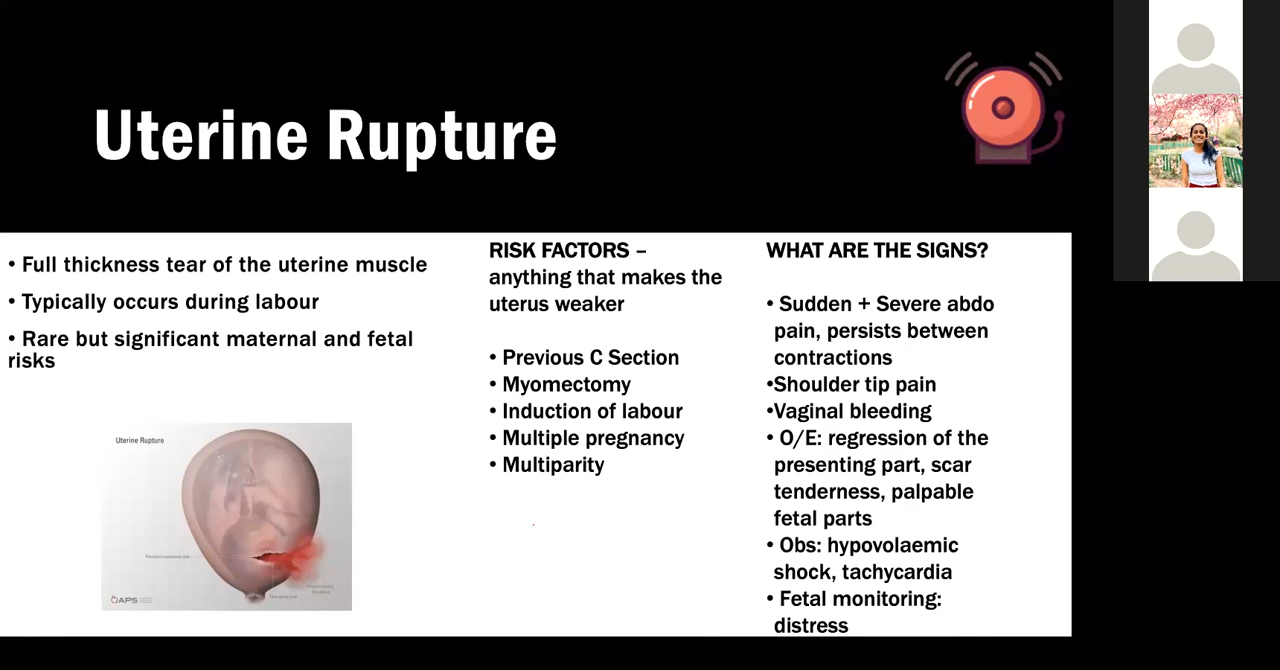 Uterine Rupture
• Full thickness tear of the uterine muscle
• Typically occurs during labour
• Rare but significant maternal and fetal
risks
Uterine Rupture
APS
RISK FACTORS –
anything that makes the
uterus weaker
• Previous C Section
• Myomectomy
• Induction of labour
• Multiple pregnancy
• Multiparity
WHAT ARE THE SIGNS?
• Sudden + Severe abdo
pain, persists between
contractions
•Shoulder tip pain
•Vaginal bleeding
• O/E: regression of the
presenting part, scar
tenderness, palpable
fetal parts
• Obs: hypovolaemic
shock, tachycardia
• Fetal monitoring:
distress